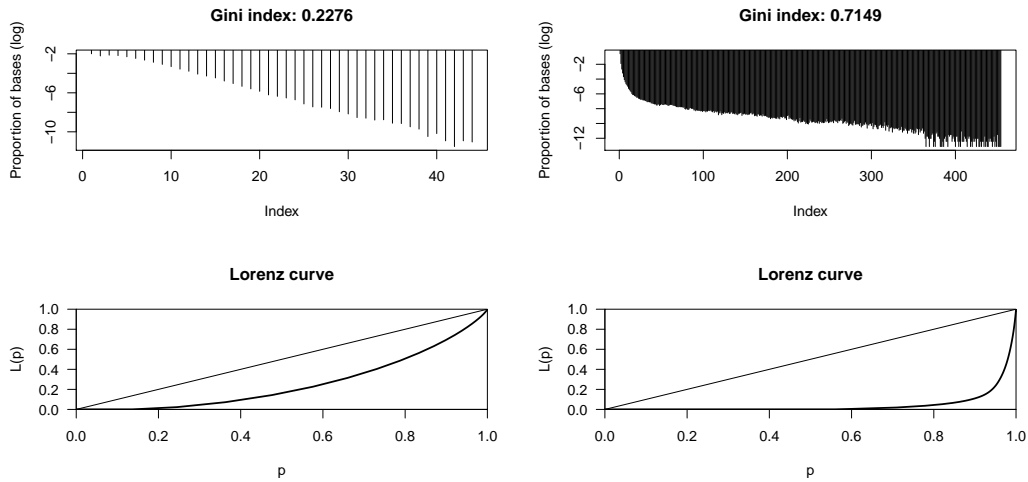 Gini index: 0.2276
Proportion of bases (log)
-2
-6
-10
0 10 20 30 40
Index
Gini index: 0.7149
Proportion of bases (log)
-2
-6
-12
0 100 200 300 400
Index
Lorenz curve
L(p)
1.0
0.8
0.6
0.4
0.2
0.0
0.0 0.2 0.4 0.6 0.8 1.0
p
Lorenz curve
L(p)
1.0
0.8
0.6
0.4
0.2
0.0
0.0 0.2 0.4 0.6 0.8 1.0
p